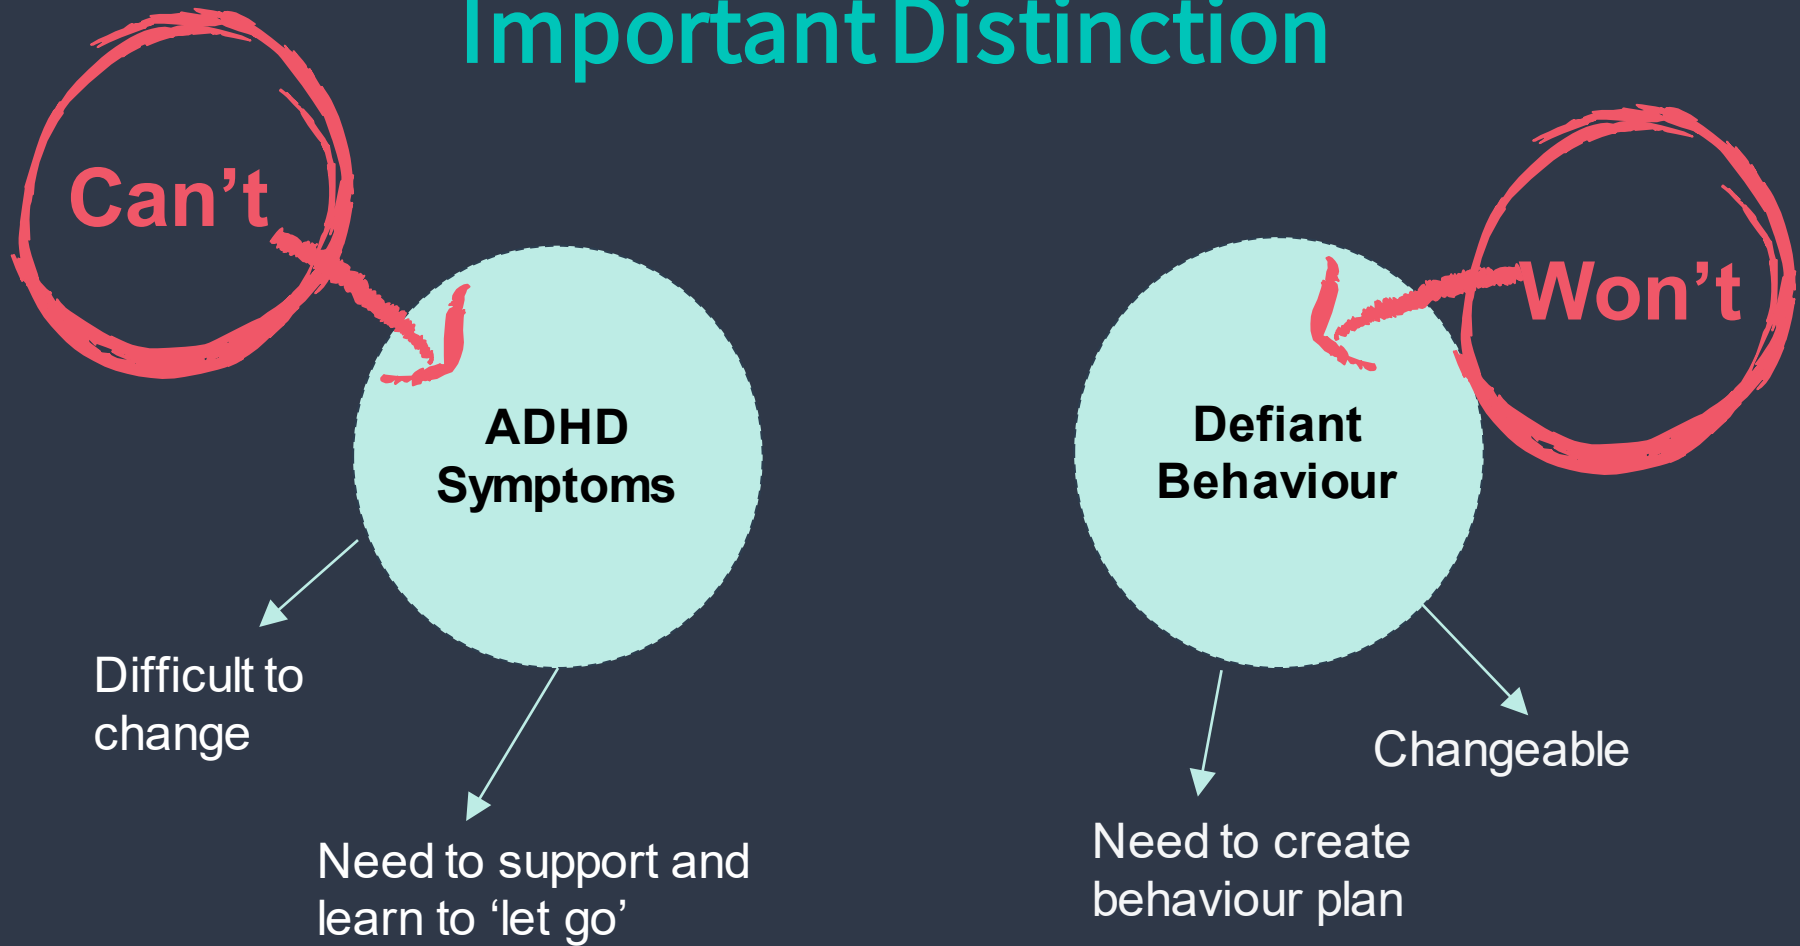 Important Distinction
Can’t
Won’t
ADHD
Symptoms
Defiant
Behaviour
Difficult to
change
Need to support and
learn to ‘let go’
Changeable
Need to create
behaviour plan